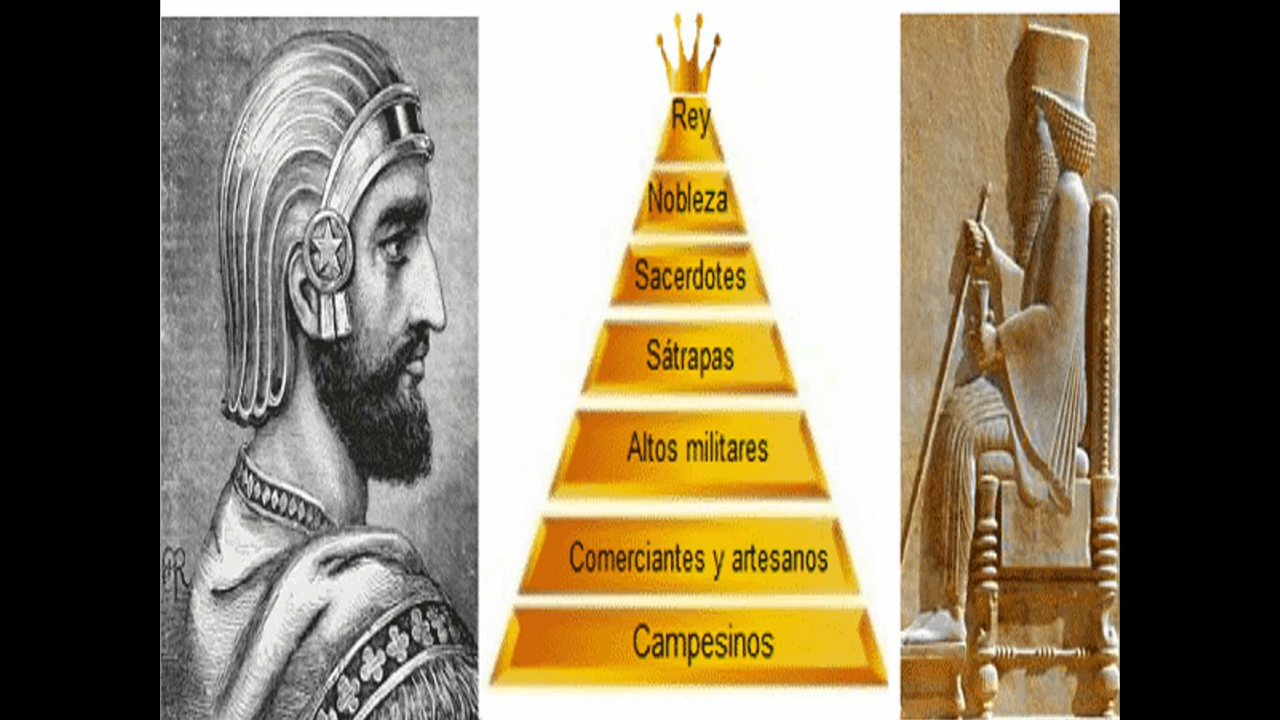 Rey
Nobleza
Sacerdotes
Sátrapas
Altos militares
Comerciantes y artesanos
Campesinos